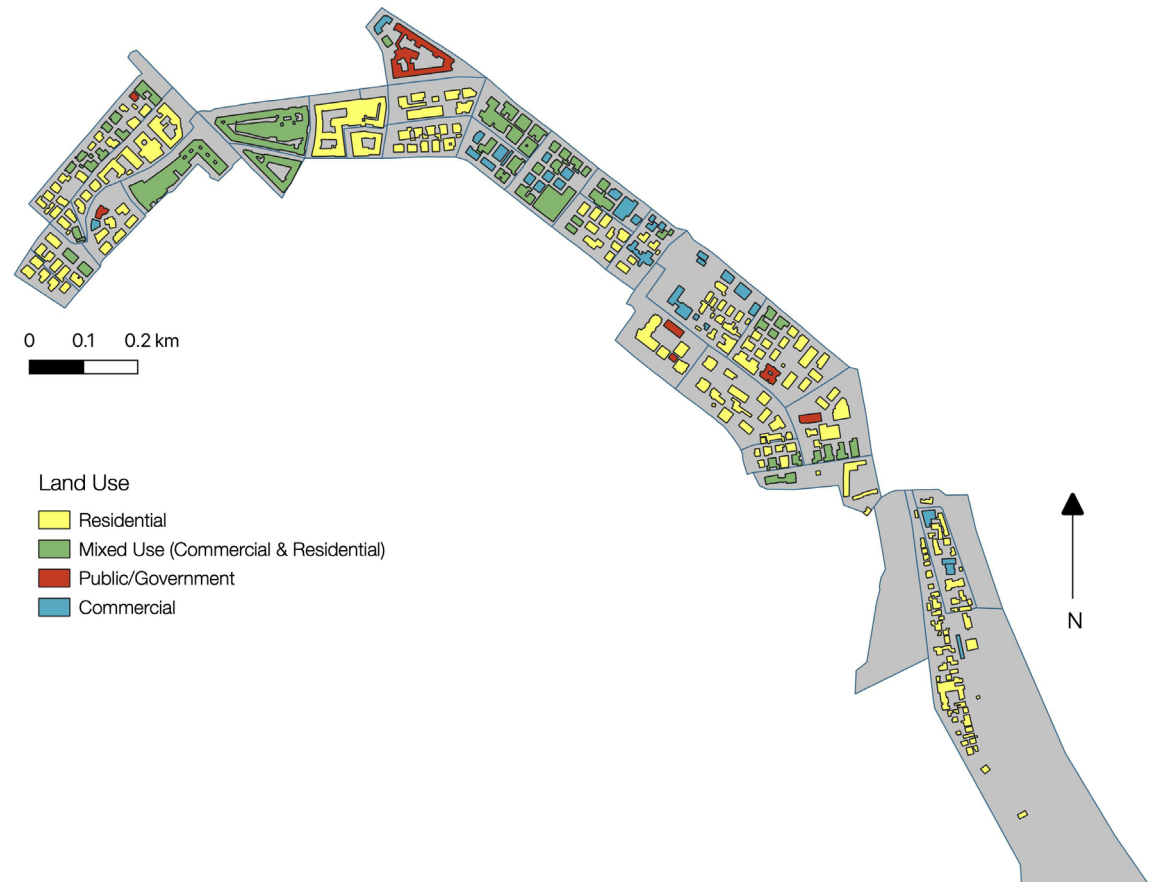 0 0.1 0.2 km
Land Use
Residential
Mixed Use (Commercial & Residential)
Public/Government
Commercial
N